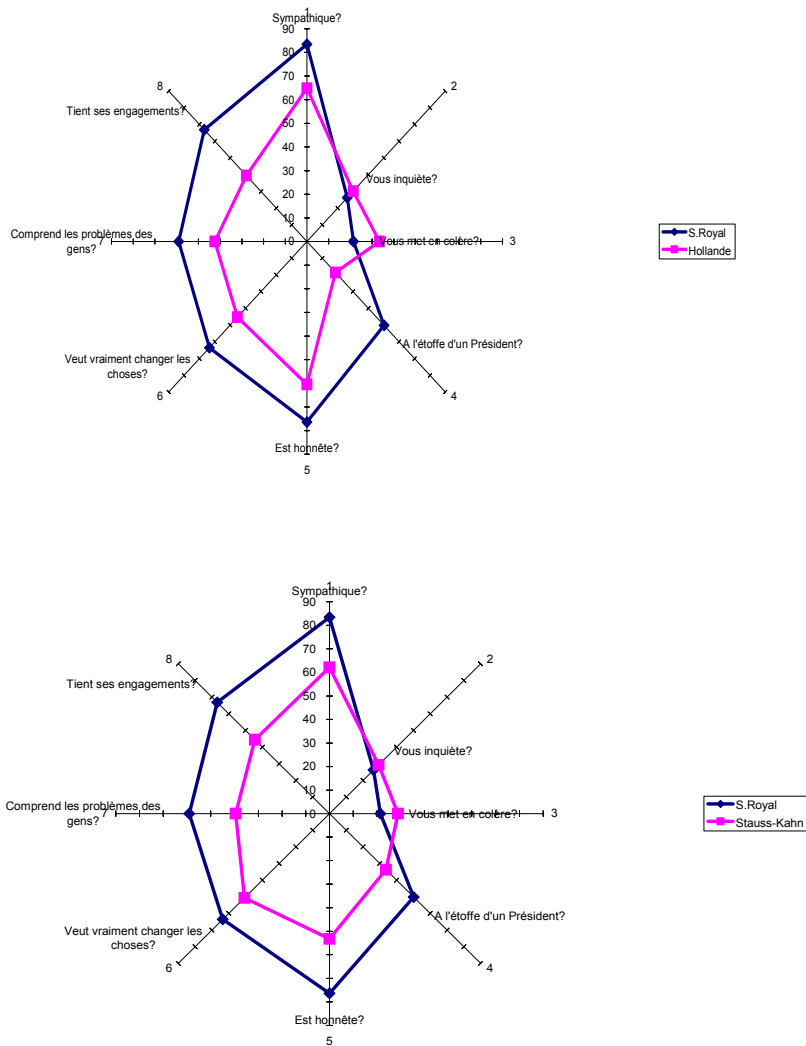 1
Sympathique?
90
80
70
60
50
40
30
20
10
0
8
2
Tient ses engagements?
Vous inquiète?
Comprend les problèmes des
gens?
7
Vous met en colère?
3
A l'étoffe d'un Président?
Veut vraiment changer les
choses?
6
4
Est honnête?
5
S.Royal
Hollande
1
Sympathique?
90
80
70
60
50
40
30
20
10
0
8
2
Tient ses engagements?
Vous inquiète?
Comprend les problèmes des
gens?
7
Vous met en colère?
3
A l'étoffe d'un Président?
Veut vraiment changer les
choses?
6
4
Est honnête?
5
S.Royal
Stauss-Kahn